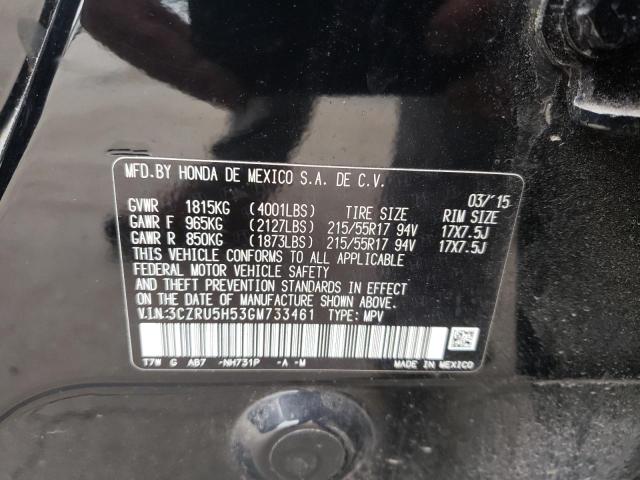 MFD.BY HONDA DE MEXICO S.A. DE C.V.
03/'15
GVWR 1815KG (4001LBS) TIRE SIZE RIM SIZE
GAWR F 965KG (2127LBS) 215/55R17 94V 17X7.5J
GAWR R 850KG (1873LBS) 215/55R17 94V 17X7.5J
THIS VEHICLE CONFORMS TO ALL APPLICABLE
FEDERAL MOTOR VEHICLE SAFETY
AND THEFT PREVENTION STANDARDS IN EFFECT
ON THE DATE OF MANUFACTURE SHOWN ABOVE.
V.I.N:3CZRU5H53GM733461 TYPE: MPV
T7W G AB7 -NH731P -A -M MADE IN MEXICO